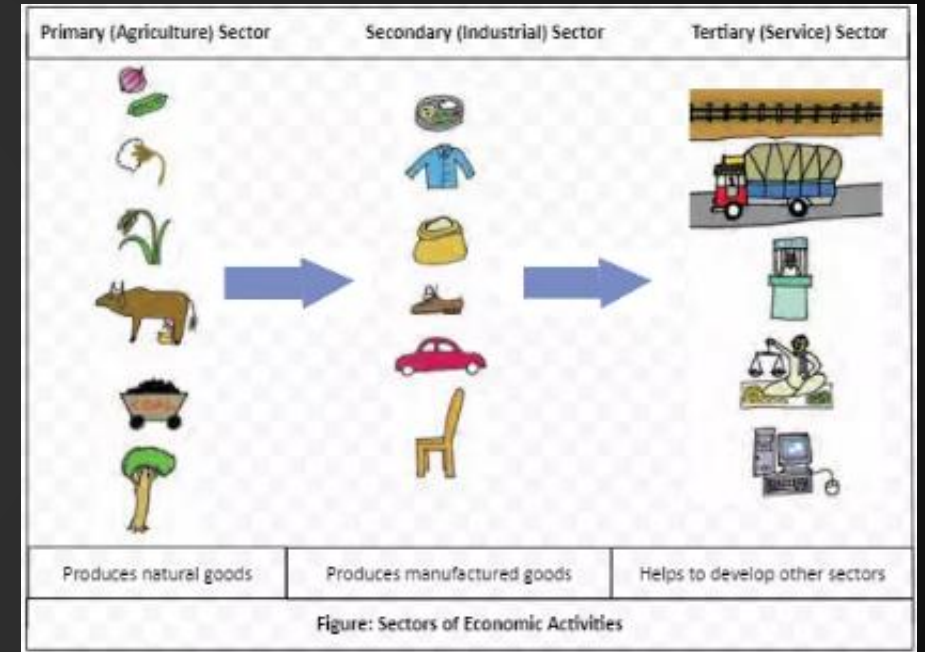 Primary (Agriculture) Sector
Secondary (Industrial) Sector
Tertiary (Service) Sector
COAL
Produces natural goods
Produces manufactured goods
Helps to develop other sectors
Figure: Sectors of Economic Activities